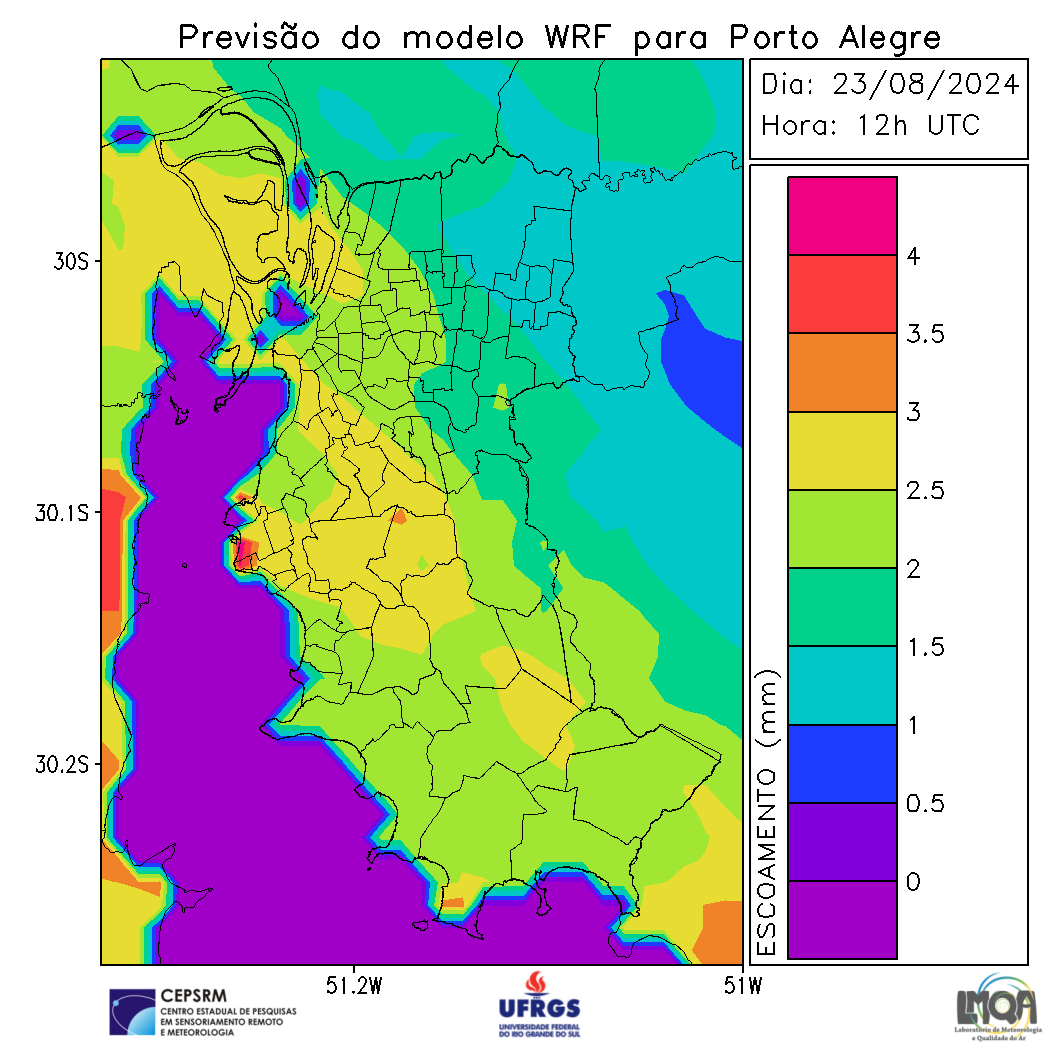 Previsão do modelo WRF para Porto Alegre
Dia: 23/08/2024
Hora: 12h UTC
30S
30.1S
30.2S
51.2W
51W
ESCOAMENTO (mm)
4
3.5
3
2.5
2
1.5
1
0.5
0
CEPSRM
CENTRO ESTADUAL DE PESQUISAS
EM SENSORIAMENTO REMOTO
E METEOROLOGIA
UFRGS
UNIVERSIDADE FEDERAL
DO RIO GRANDE DO SUL
LMQA
Laboratório de Meteorologia
e Qualidade do Ar